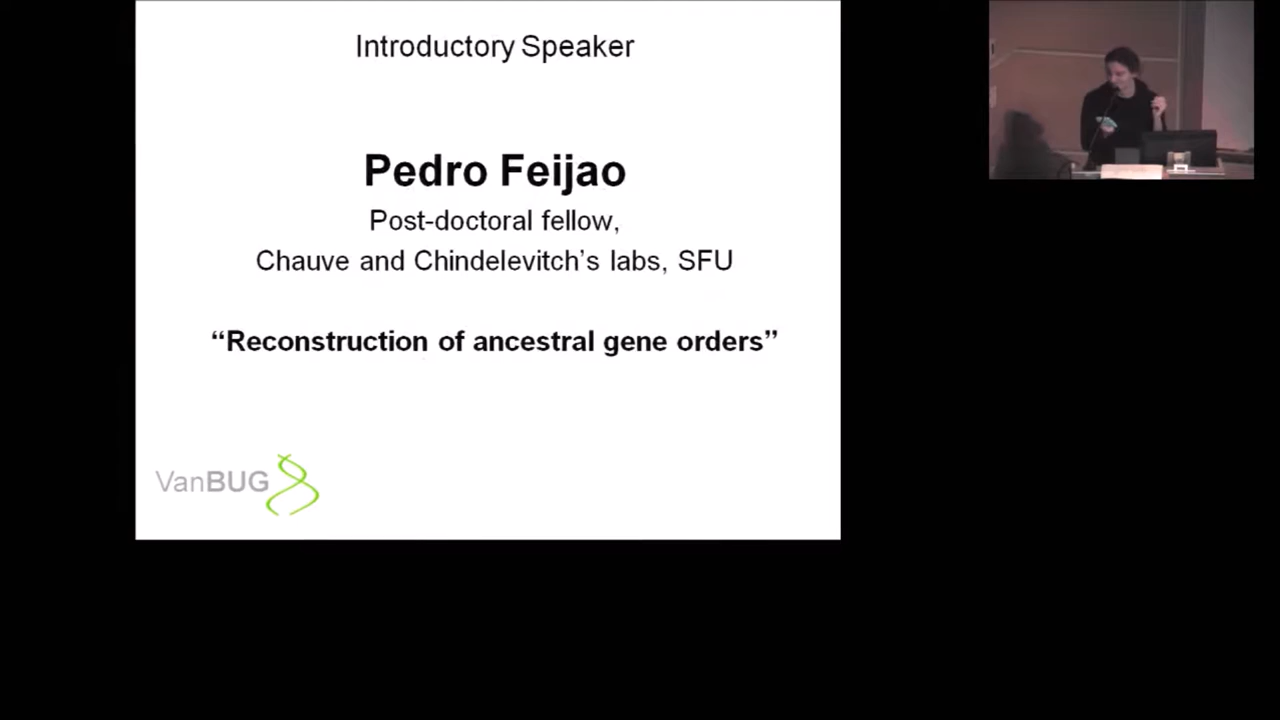 Introductory Speaker
Pedro Feijao
Post-doctoral fellow,
Chauve and Chindelevitch’s labs, SFU
“Reconstruction of ancestral gene orders”
VanBUG